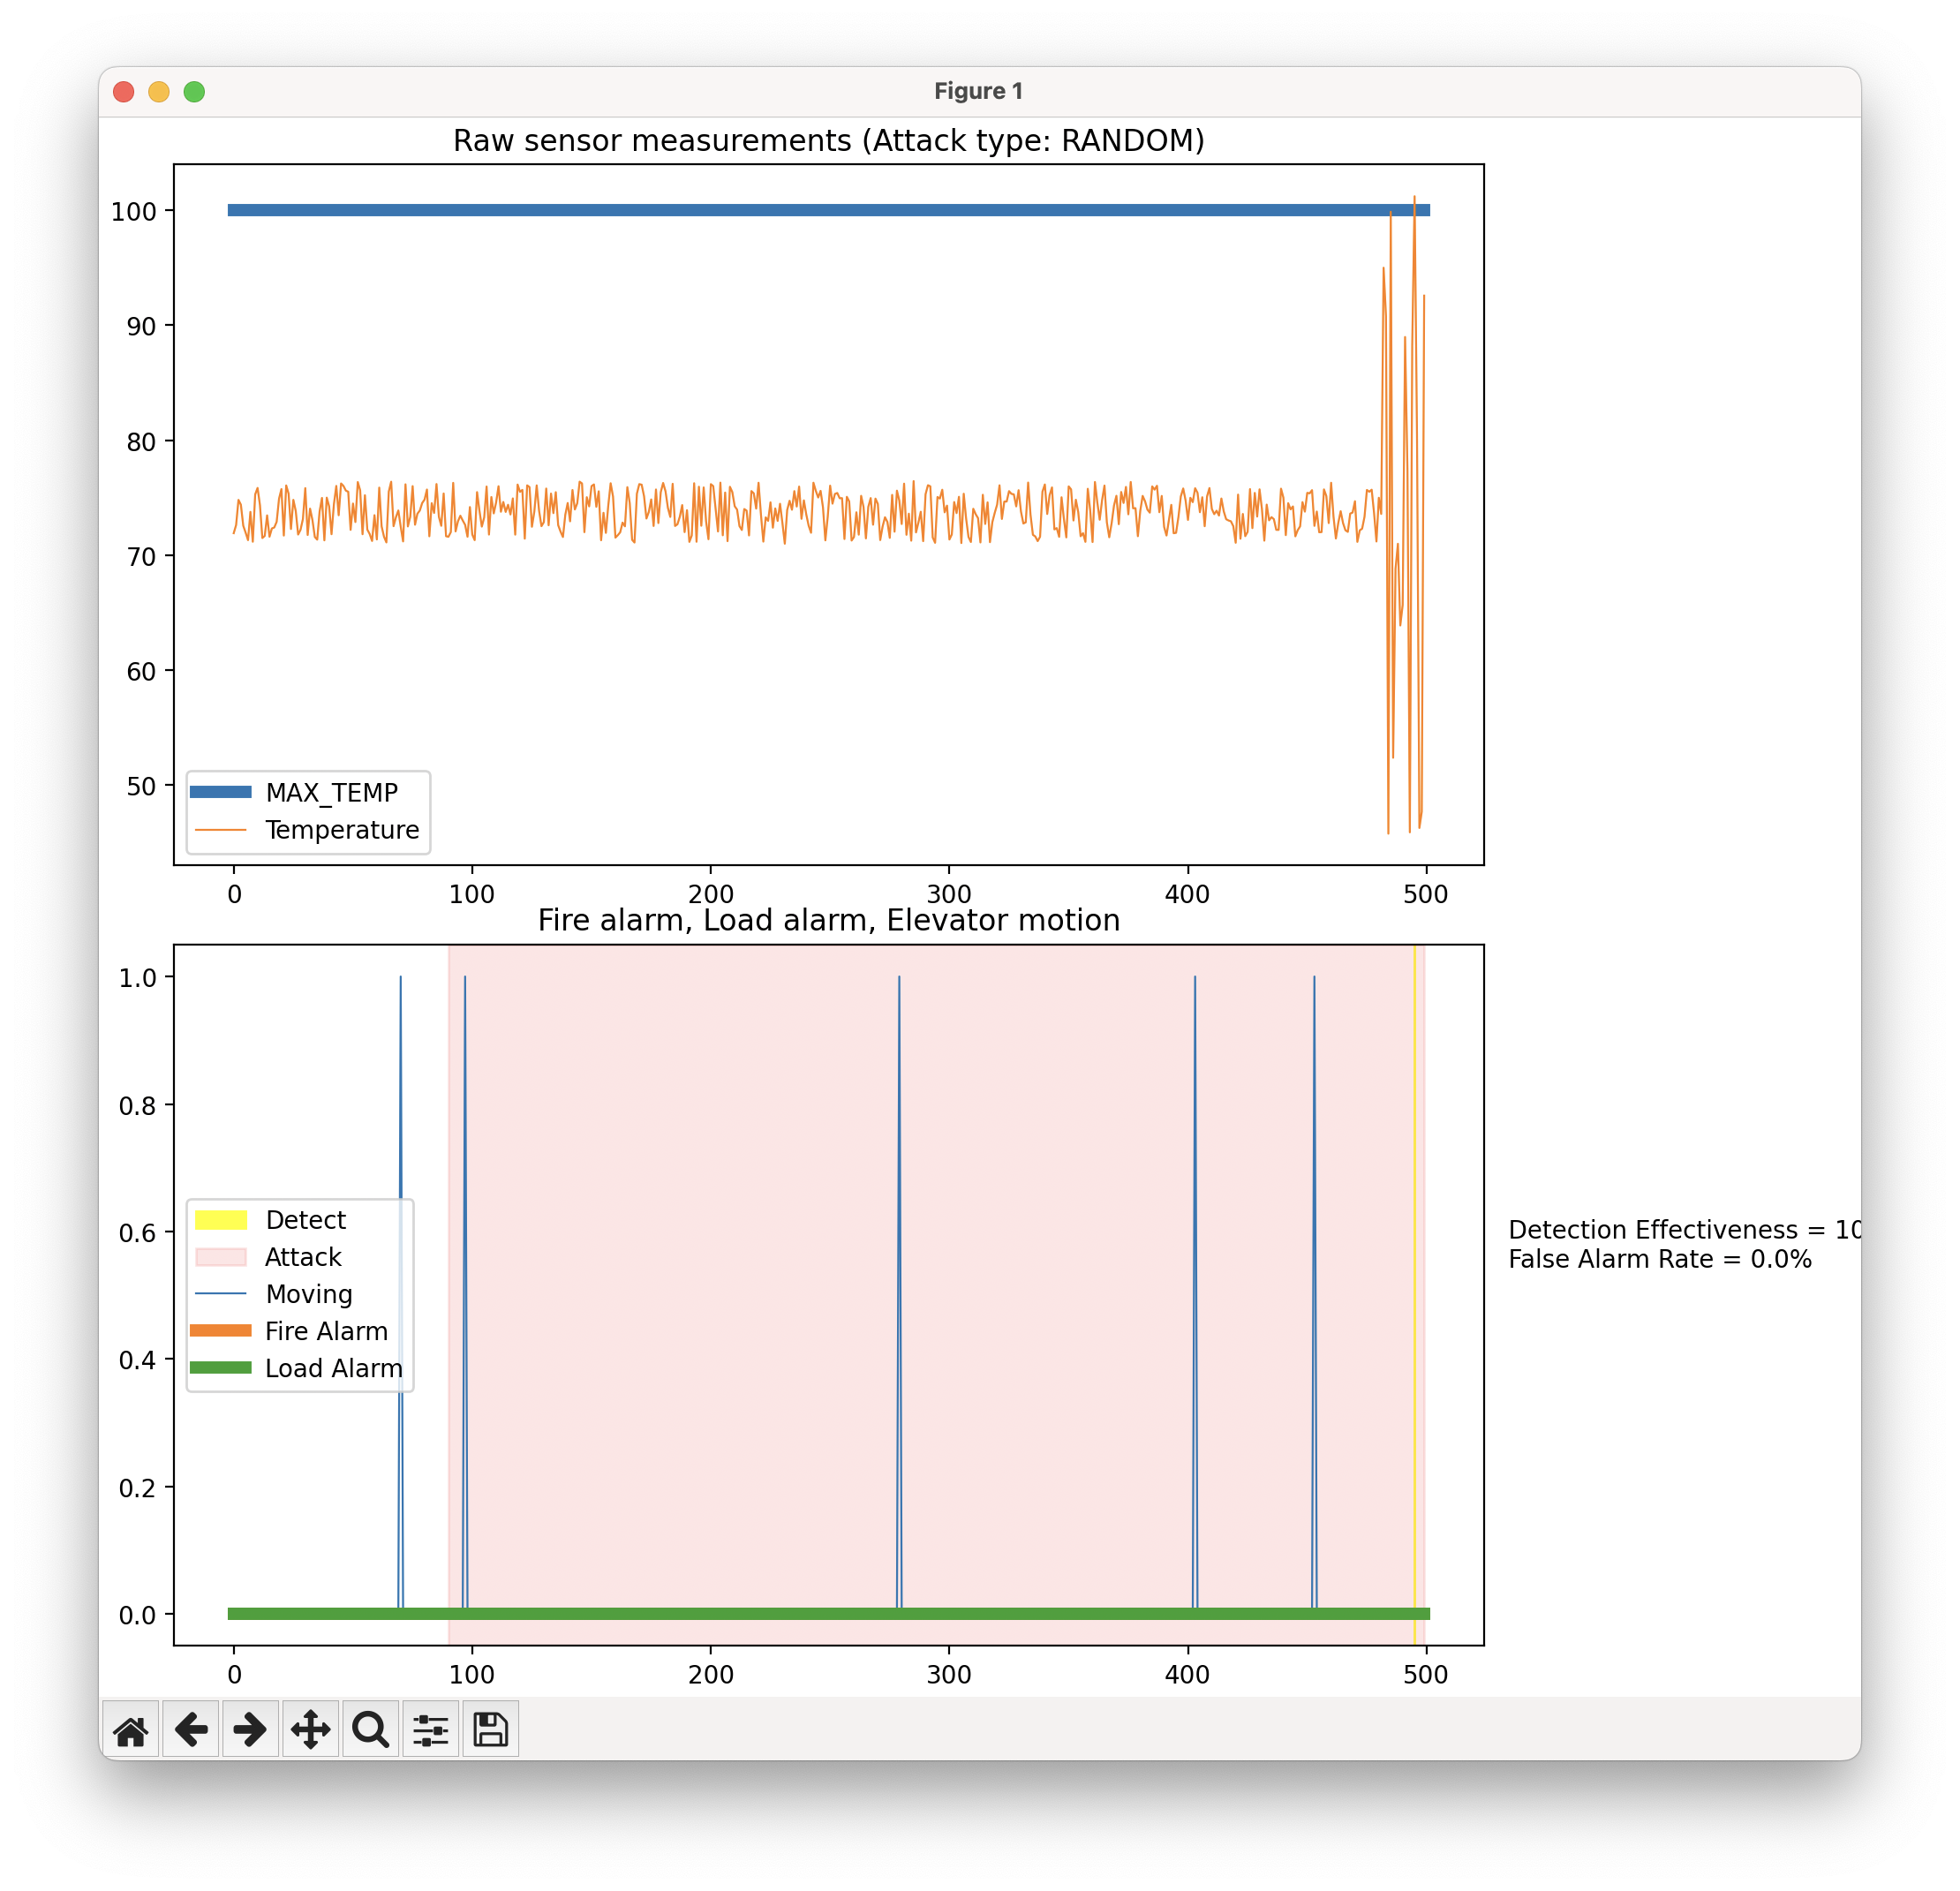 Figure 1
Raw sensor measurements (Attack type: RANDOM)
100
90
80
70
60
50
MAX_TEMP
Temperature
0 100 200 300 400 500
Fire alarm, Load alarm, Elevator motion
1.0
0.8
0.6
0.4
0.2
0.0
Detect
Attack
Moving
Fire Alarm
Load Alarm
0 100 200 300 400 500
Detection Effectiveness = 10
False Alarm Rate = 0.0%